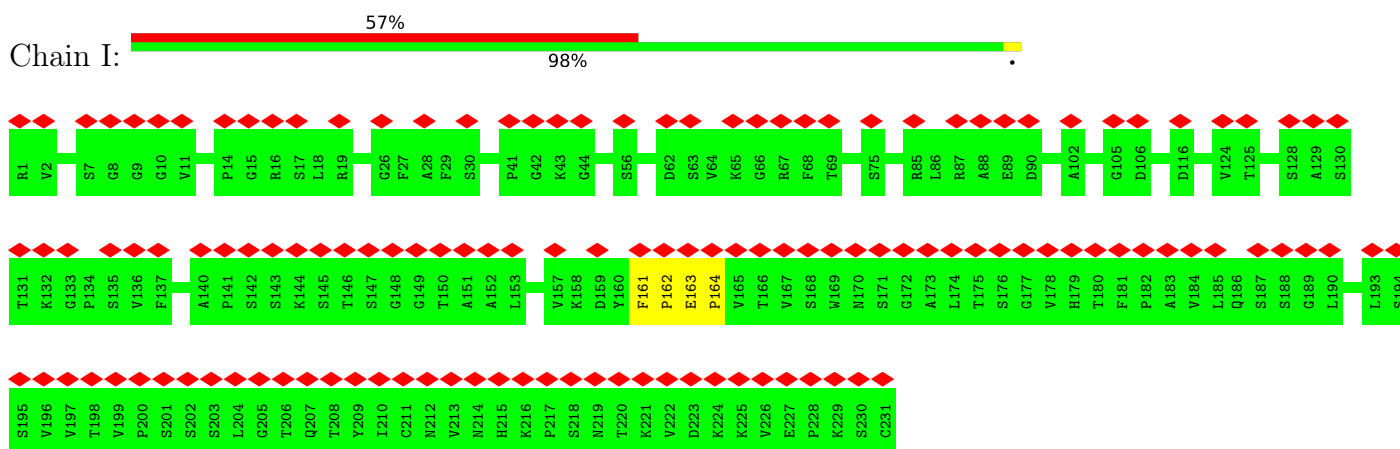 57%
Chain I:
98%
.
R1 V2 S7 G8 G9 G10 V11 P14 G15 R16 S17 L18 R19 G26 F27 A28 F29 S30 P41 G42 K43 G44 S56 D62 S63 V64 K65 G66 R67 F68 T69 S75 R85 L86 R87 A88 E89 D90 A102 G105 D106 D116 V124 T125 S128 A129 S130
T131 K132 G133 P134 S135 V136 F137 A140 P141 S142 S143 K144 S145 T146 S147 G148 G149 T150 A151 A152 L153 V157 K158 D159 Y160 F161 P162 E163 P164 V165 T166 V167 S168 W169 N170 S171 G172 A173 L174 T175 S176 G177 V178 H179 T180 F181 P182 A183 V184 L185 Q186 S187 S188 G189 L190 L193 S194
S195 V196 V197 T198 V199 P200 S201 S202 S203 L204 G205 T206 Q207 T208 Y209 I210 C211 N212 V213 N214 H215 K216 P217 S218 N219 T220 K221 V222 D223 K224 K225 V226 E227 P228 K229 S230 C231